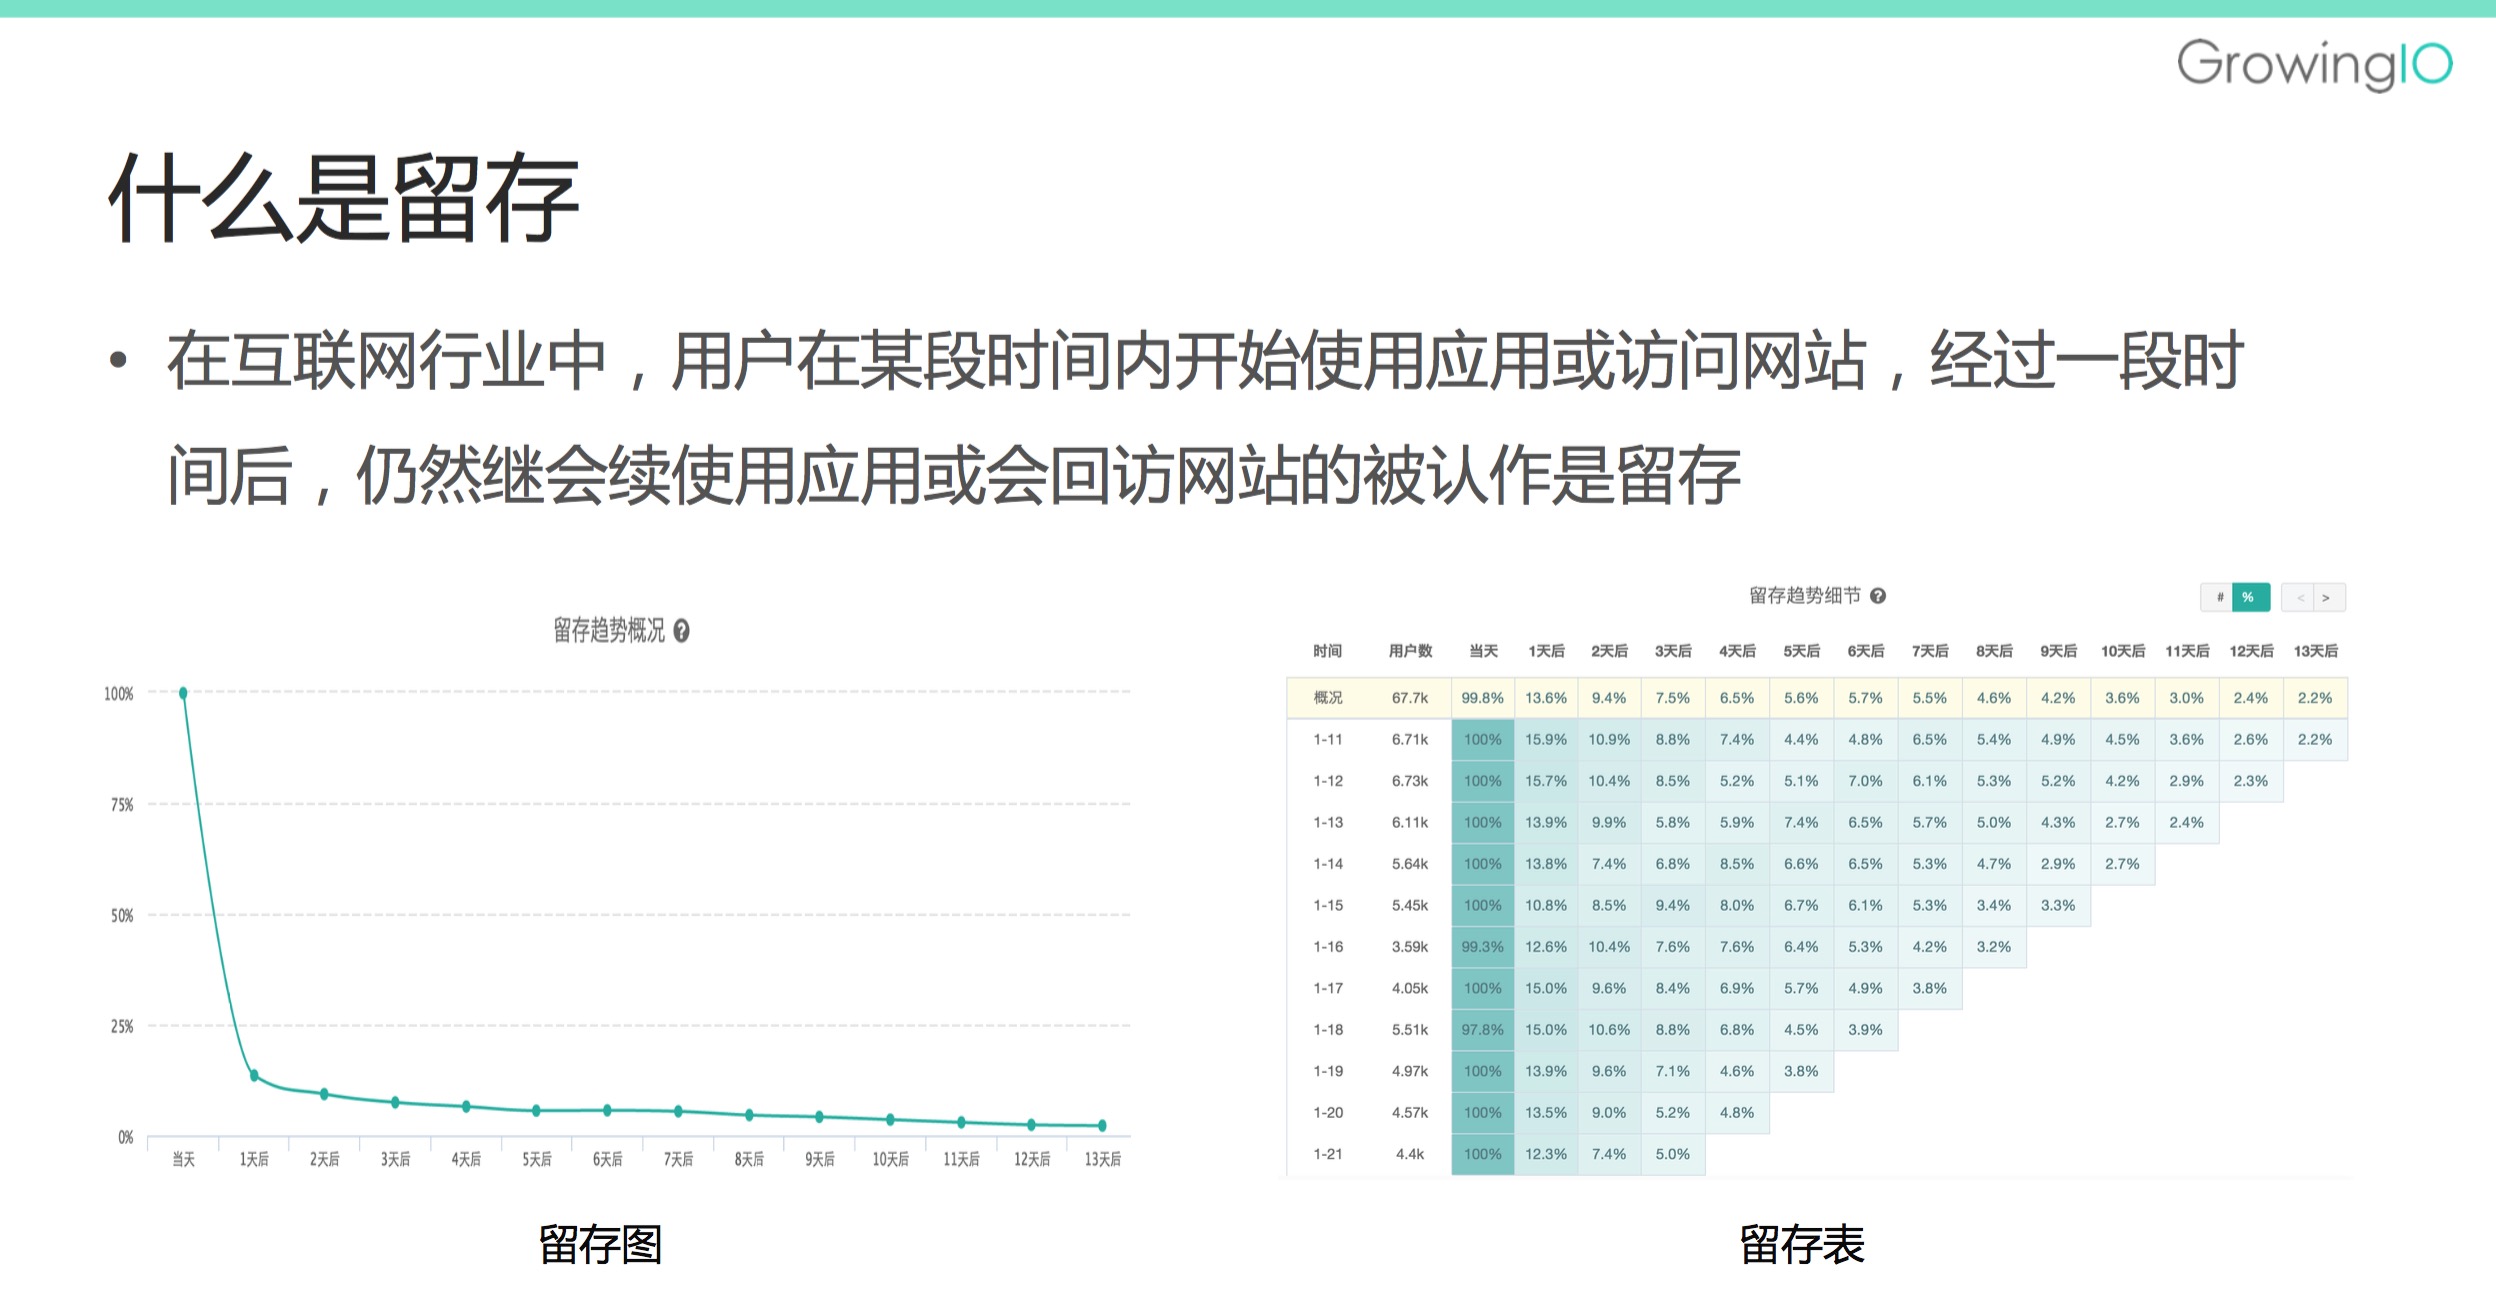 GrowingIO
什么是留存
• 在互联网行业中，用户在某段时间内开始使用应用或访问网站，经过一段时
间后，仍然继会续使用应用或会回访网站的被认作是留存
留存趋势概况 ?
100%
75%
50%
25%
0%
当天 1天后 2天后 3天后 4天后 5天后 6天后 7天后 8天后 9天后 10天后 11天后 12天后 13天后
留存图
留存趋势细节 ? # % < >
时间 用户数 当天 1天后 2天后 3天后 4天后 5天后 6天后 7天后 8天后 9天后 10天后 11天后 12天后 13天后
概况 67.7k 99.8% 13.6% 9.4% 7.5% 6.5% 5.6% 5.7% 5.5% 4.6% 4.2% 3.6% 3.0% 2.4% 2.2%
1-11 6.71k 100% 15.9% 10.9% 8.8% 7.4% 4.4% 4.8% 6.5% 5.4% 4.9% 4.5% 3.6% 2.6% 2.2%
1-12 6.73k 100% 15.7% 10.4% 8.5% 5.2% 5.1% 7.0% 6.1% 5.3% 5.2% 4.2% 2.9% 2.3%
1-13 6.11k 100% 13.9% 9.9% 5.8% 5.9% 7.4% 6.5% 5.7% 5.0% 4.3% 2.7% 2.4%
1-14 5.64k 100% 13.8% 7.4% 6.8% 8.5% 6.6% 6.5% 5.3% 4.7% 2.9% 2.7%
1-15 5.45k 100% 10.8% 8.5% 9.4% 8.0% 6.7% 6.1% 5.3% 3.4% 3.3%
1-16 3.59k 99.3% 12.6% 10.4% 7.6% 7.6% 6.4% 5.3% 4.2% 3.2%
1-17 4.05k 100% 15.0% 9.6% 8.4% 6.9% 5.7% 4.9% 3.8%
1-18 5.51k 97.8% 15.0% 10.6% 8.8% 6.8% 4.5% 3.9%
1-19 4.97k 100% 13.9% 9.6% 7.1% 4.6% 3.8%
1-20 4.57k 100% 13.5% 9.0% 5.2% 4.8%
1-21 4.4k 100% 12.3% 7.4% 5.0%
留存表